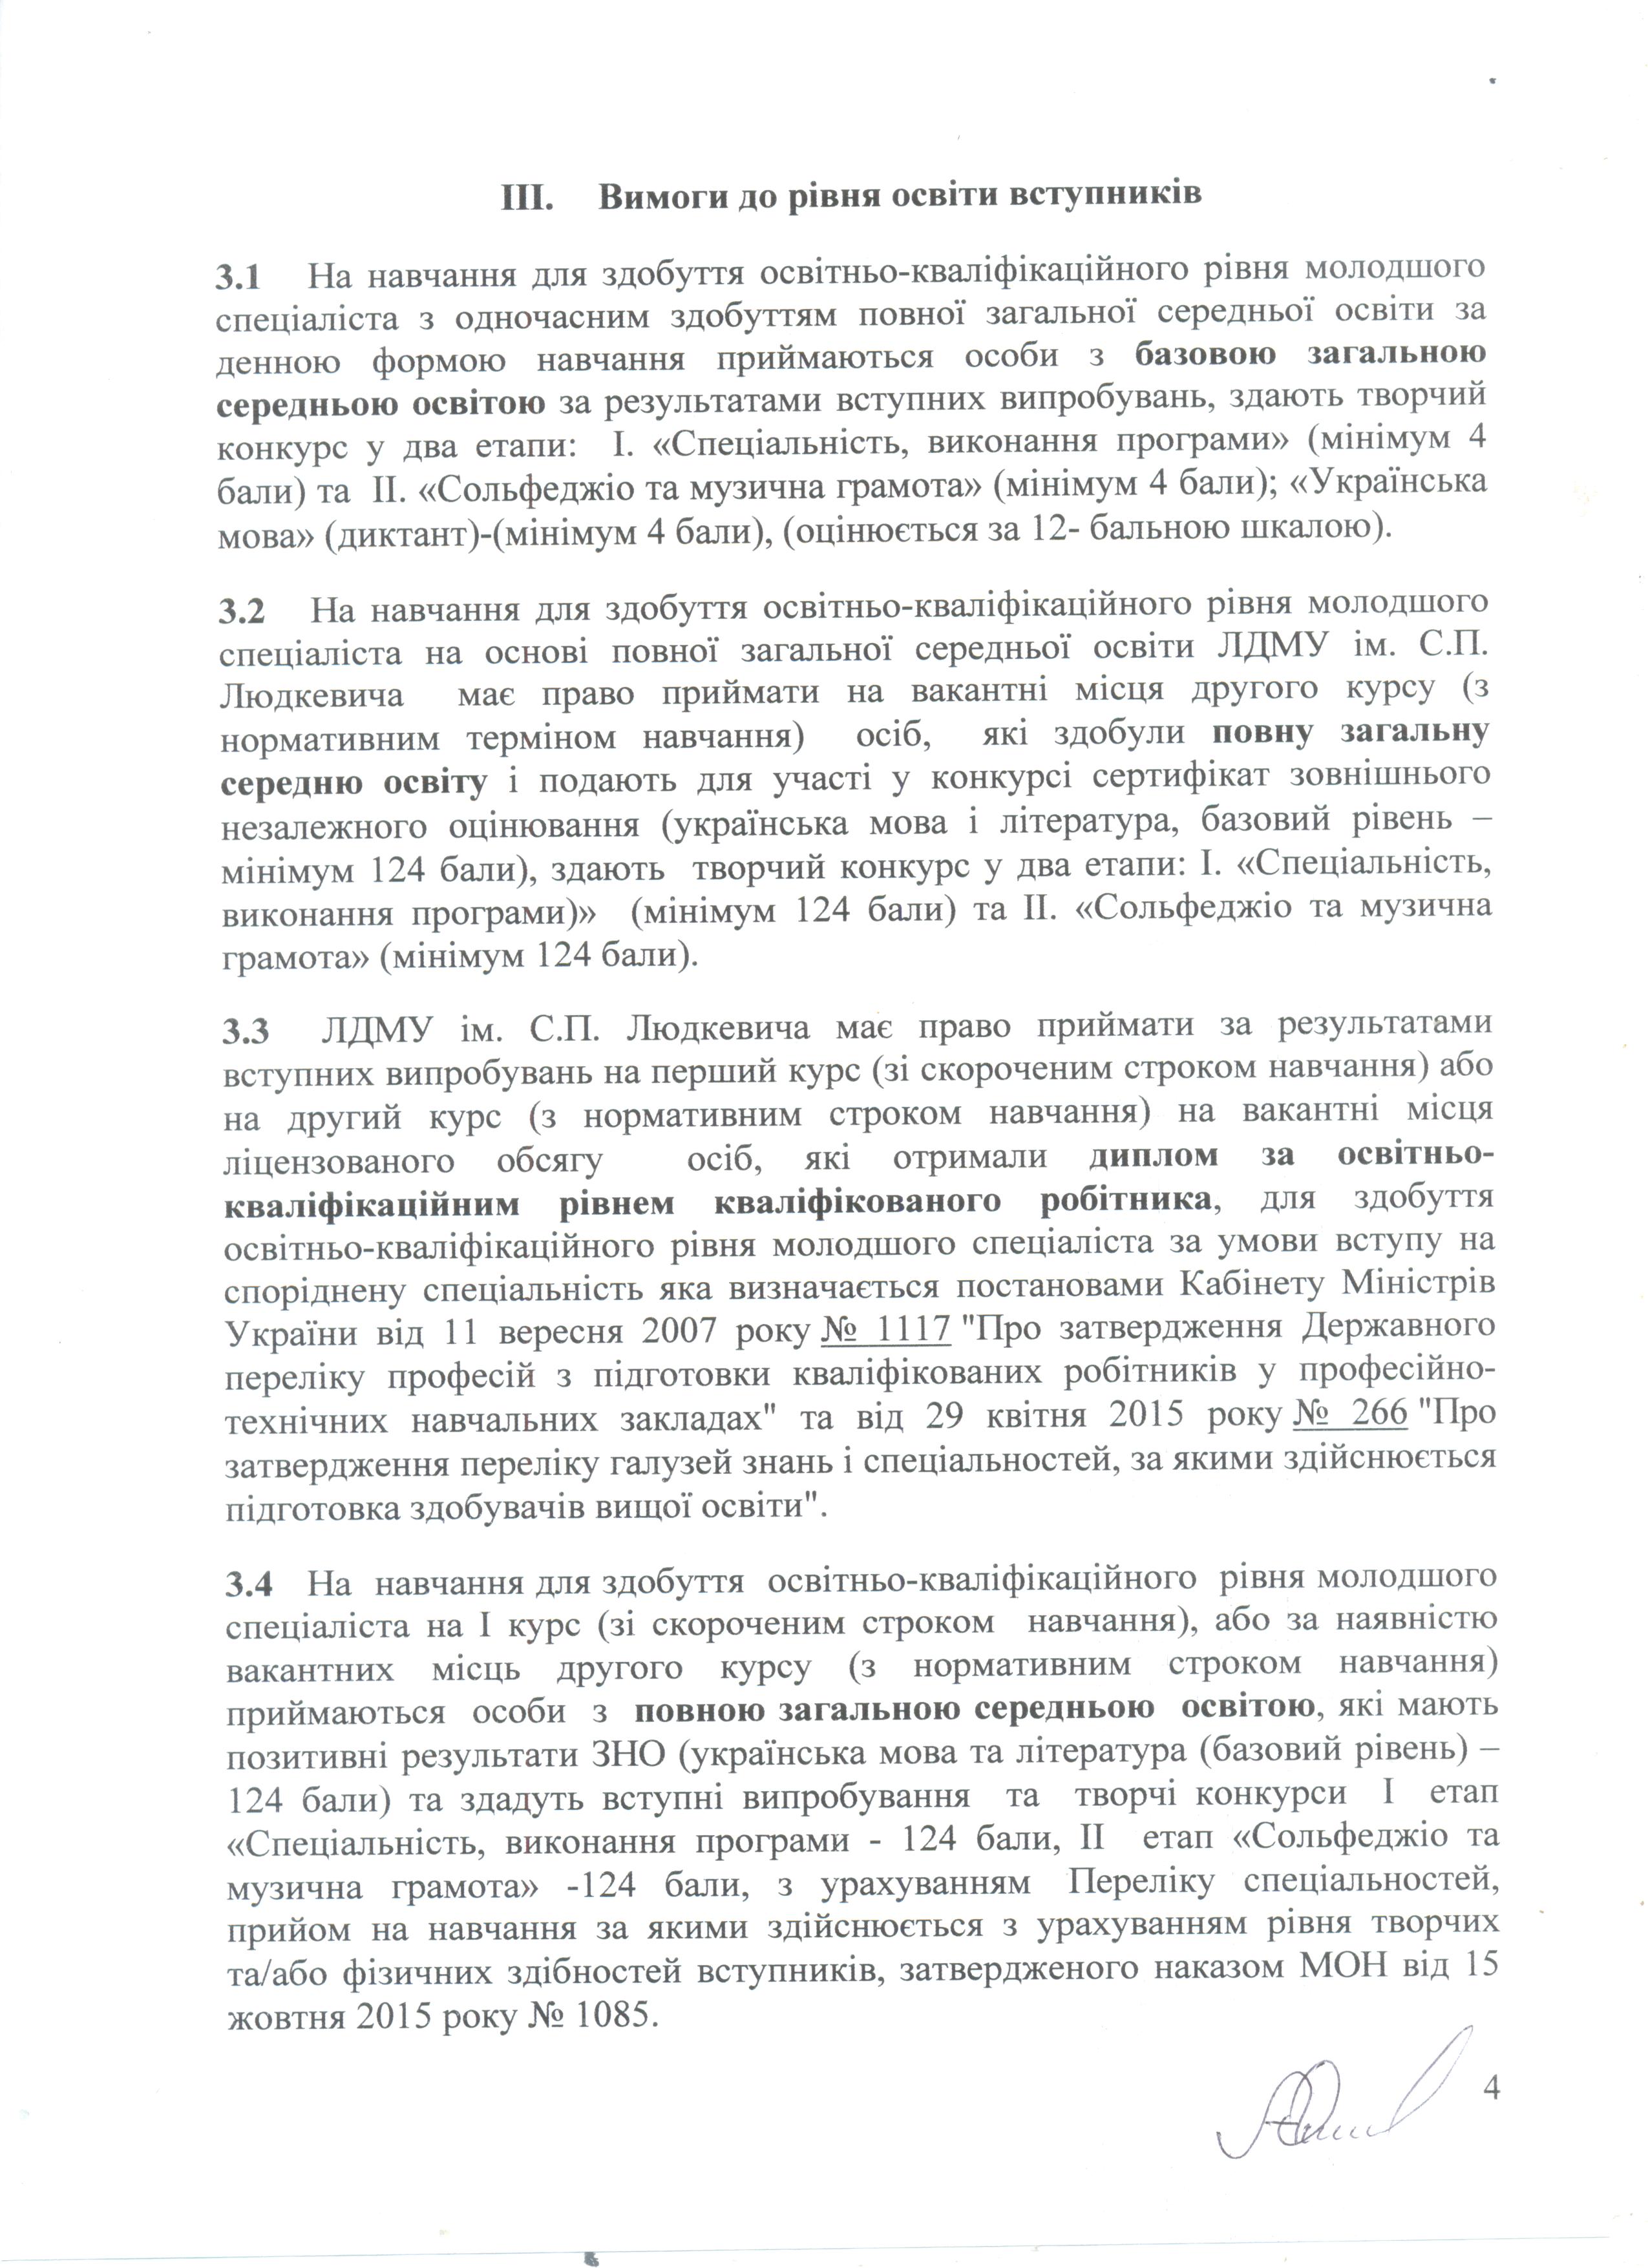 III. Вимоги до рівня освіти вступників
3.1 На навчання для здобуття освітньо-кваліфікаційного рівня молодшого
спеціаліста з одночасним здобуттям повної загальної середньої освіти за
денною формою навчання приймаються особи з базовою загальною
середньою освітою за результатами вступних випробувань, здають творчий
конкурс у два етапи: І. «Спеціальність, виконання програми» (мінімум 4
бали) та ІІ. «Сольфеджіо та музична грамота» (мінімум 4 бали); «Українська
мова» (диктант)-(мінімум 4 бали), (оцінюється за 12- бальною шкалою).
3.2 На навчання для здобуття освітньо-кваліфікаційного рівня молодшого
спеціаліста на основі повної загальної середньої освіти ЛДМУ ім. С.П.
Людкевича має право приймати на вакантні місця другого курсу (з
нормативним терміном навчання) осіб, які здобули повну загальну
середню освіту і подають для участі у конкурсі сертифікат зовнішнього
незалежного оцінювання (українська мова і література, базовий рівень –
мінімум 124 бали), здають творчий конкурс у два етапи: І. «Спеціальність,
виконання програми)» (мінімум 124 бали) та ІІ. «Сольфеджіо та музична
грамота» (мінімум 124 бали).
3.3 ЛДМУ ім. С.П. Людкевича має право приймати за результатами
вступних випробувань на перший курс (зі скороченим строком навчання) або
на другий курс (з нормативним строком навчання) на вакантні місця
ліцензованого обсягу осіб, які отримали диплом за освітньо-
кваліфікаційним рівнем кваліфікованого робітника, для здобуття
освітньо-кваліфікаційного рівня молодшого спеціаліста за умови вступу на
споріднену спеціальність яка визначається постановами Кабінету Міністрів
України від 11 вересня 2007 року № 1117 "Про затвердження Державного
переліку професій з підготовки кваліфікованих робітників у професійно-
технічних навчальних закладах" та від 29 квітня 2015 року № 266 "Про
затвердження переліку галузей знань і спеціальностей, за якими здійснюється
підготовка здобувачів вищої освіти".
3.4 На навчання для здобуття освітньо-кваліфікаційного рівня молодшого
спеціаліста на І курс (зі скороченим строком навчання), або за наявністю
вакантних місць другого курсу (з нормативним строком навчання)
приймаються особи з повною загальною середньою освітою, які мають
позитивні результати ЗНО (українська мова та література (базовий рівень) –
124 бали) та здадуть вступні випробування та творчі конкурси І етап
«Спеціальність, виконання програми - 124 бали, ІІ етап «Сольфеджіо та
музична грамота» -124 бали, з урахуванням Переліку спеціальностей,
прийом на навчання за якими здійснюється з урахуванням рівня творчих
та/або фізичних здібностей вступників, затвердженого наказом МОН від 15
жовтня 2015 року № 1085.
4